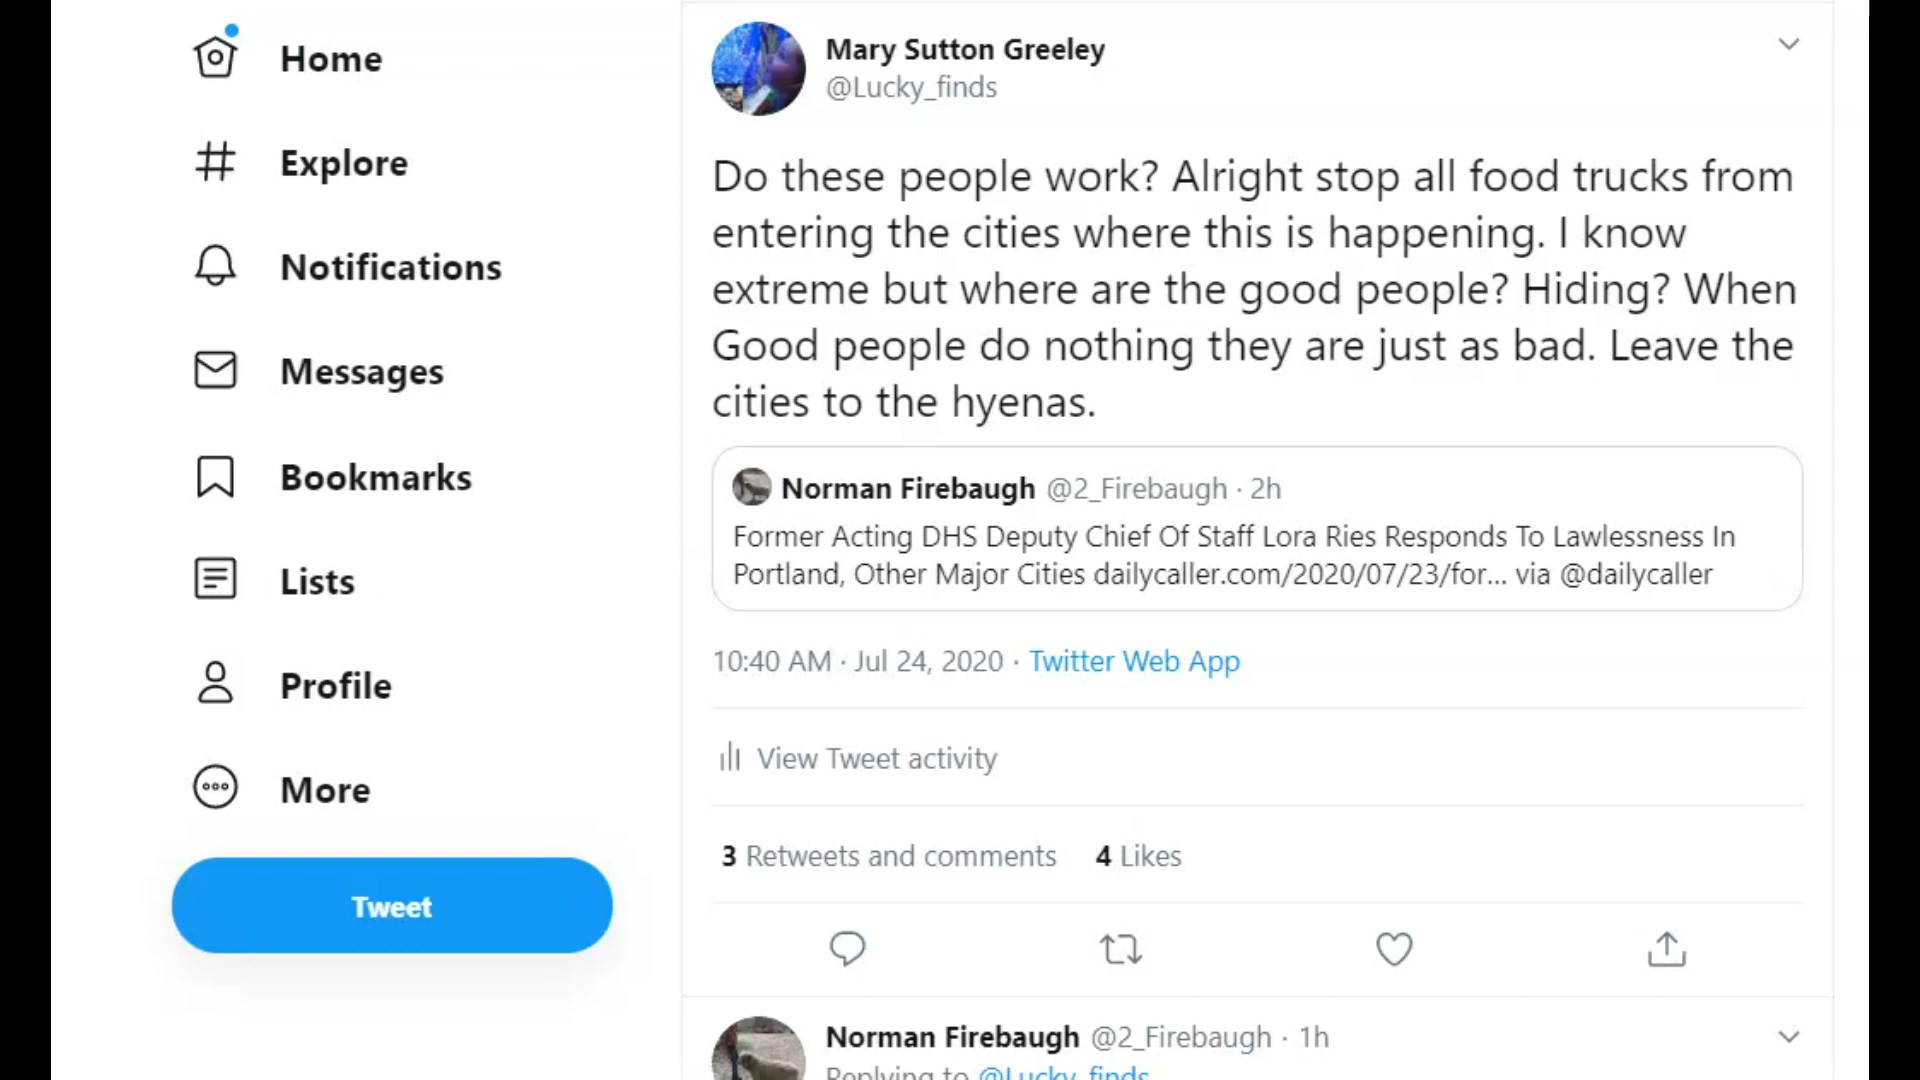 Home
Explore
Notifications
Messages
Bookmarks
Lists
Profile
More
Tweet
Mary Sutton Greeley
@Lucky_finds
Do these people work? Alright stop all food trucks from
entering the cities where this is happening. I know
extreme but where are the good people? Hiding? When
Good people do nothing they are just as bad. Leave the
cities to the hyenas.
Norman Firebaugh @2_Firebaugh · 2h
Former Acting DHS Deputy Chief Of Staff Lora Ries Responds To Lawlessness In
Portland, Other Major Cities dailycaller.com/2020/07/23/for... via @dailycaller
10:40 AM · Jul 24, 2020 · Twitter Web App
View Tweet activity
3 Retweets and comments 4 Likes
Norman Firebaugh @2_Firebaugh · 1h
Replying to @Lucky_finds